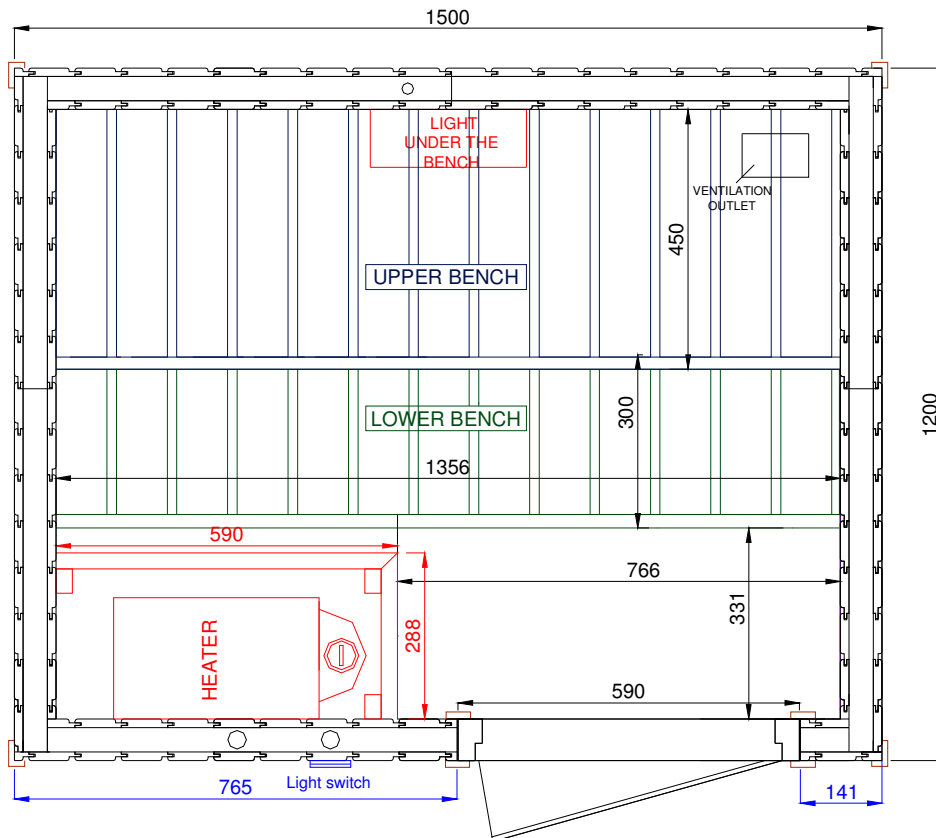 1500
LIGHT
UNDER THE
BENCH
VENTILATION
OUTLET
450
UPPER BENCH
300
LOWER BENCH
1200
1356
590
766
331
288
HEATER
590
Light switch
765
141